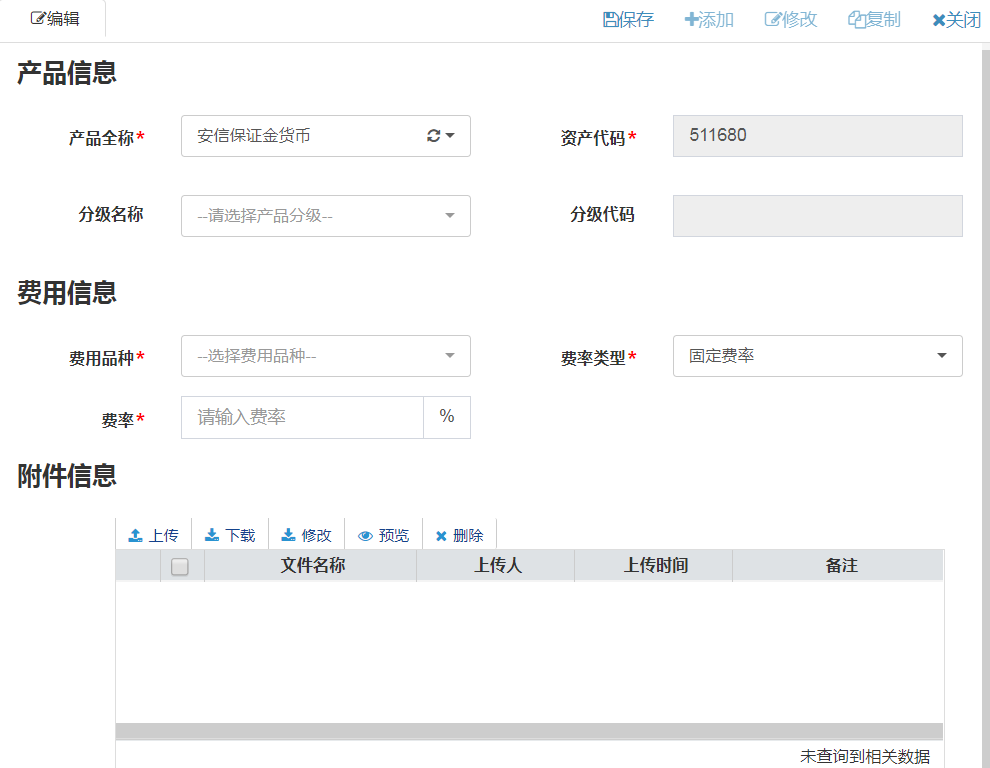 编辑 保存 添加 修改 复制 关闭
产品信息
产品全称* 安信保证金货币 资产代码* 511680
分级名称 --请选择产品分级-- 分级代码
费用信息
费用品种* --选择费用品种-- 费率类型* 固定费率
费率* 请输入费率 %
附件信息
上传 下载 修改 预览 删除
文件名称 上传人 上传时间 备注
未查询到相关数据